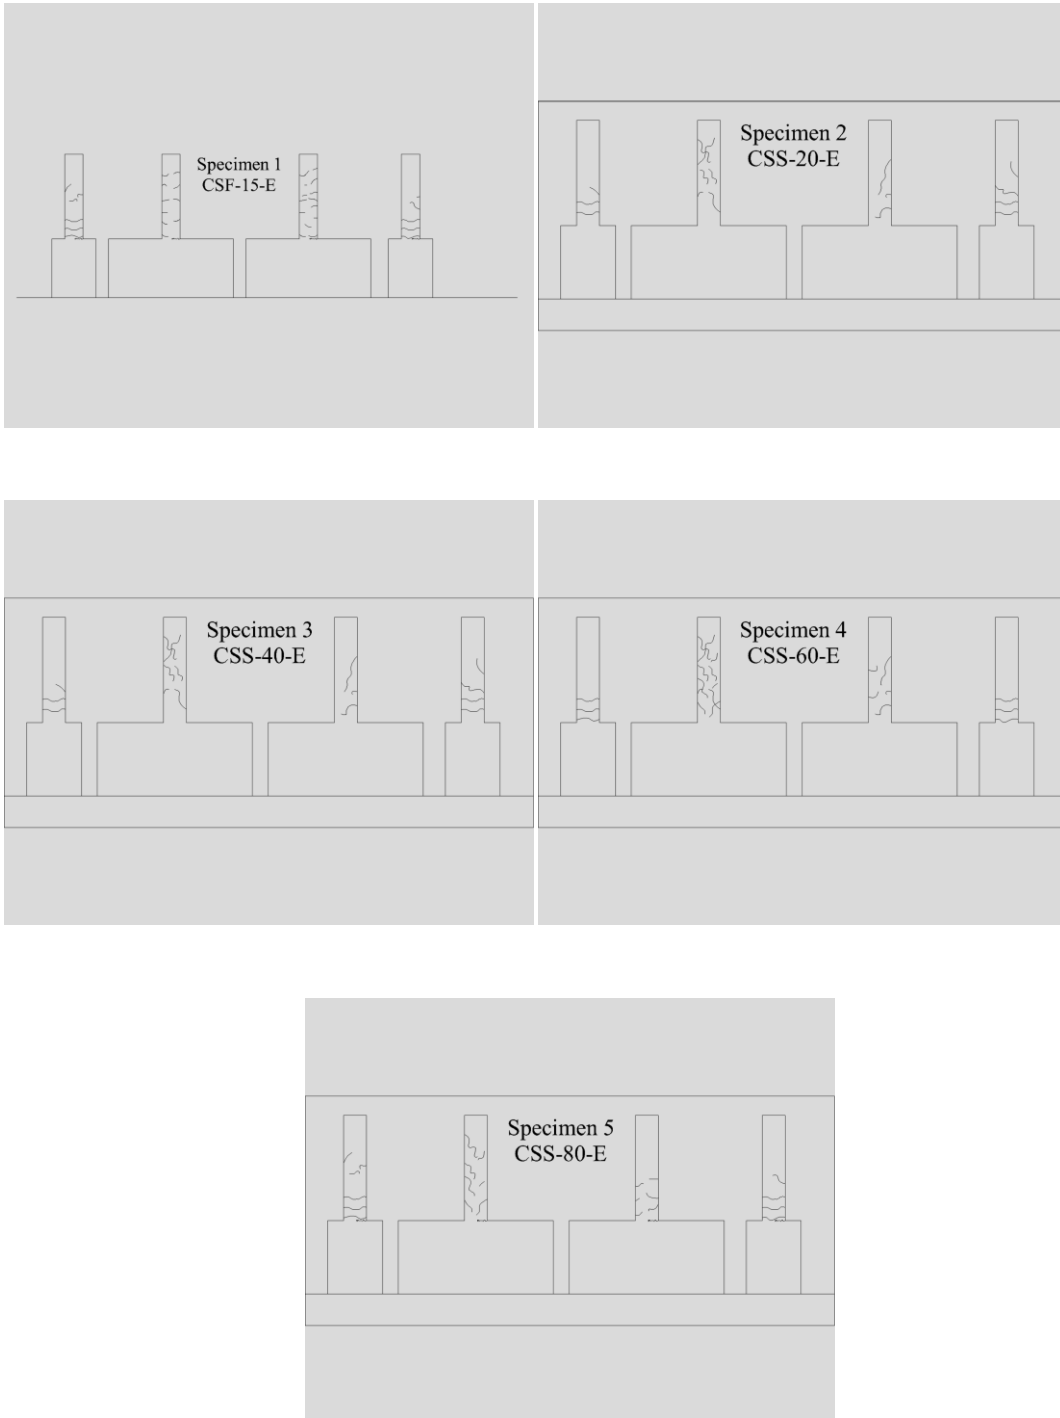 Specimen 1
CSF-15-E
Specimen 2
CSS-20-E
Specimen 3
CSS-40-E
Specimen 4
CSS-60-E
Specimen 5
CSS-80-E